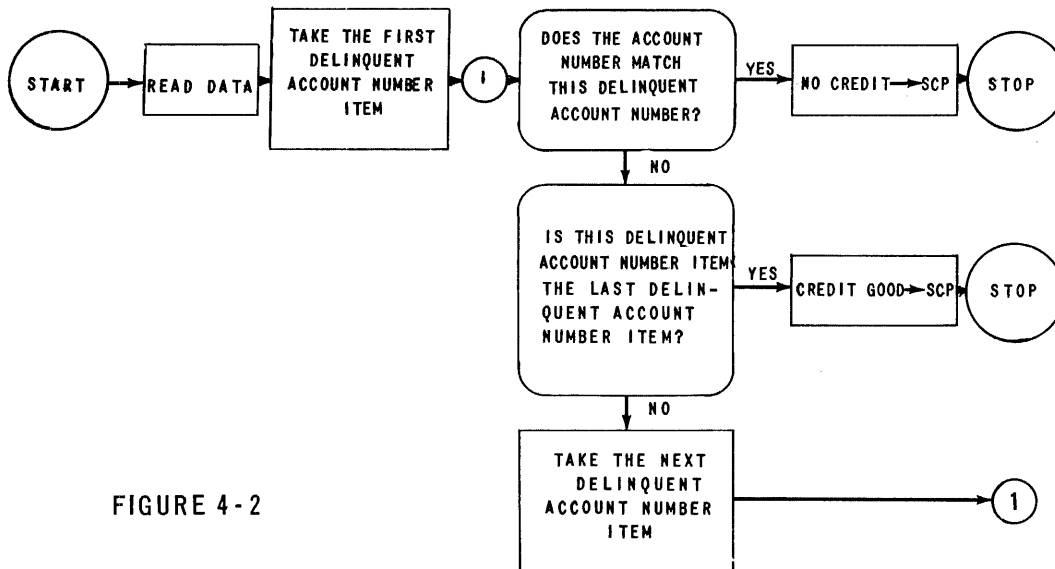 START
READ DATA
TAKE THE FIRST
DELINQUENT
ACCOUNT NUMBER
ITEM
1
DOES THE ACCOUNT
NUMBER MATCH
THIS DELINQUENT
ACCOUNT NUMBER?
YES
NO CREDIT→SCP
STOP
NO
IS THIS DELINQUENT
ACCOUNT NUMBER ITEM
THE LAST DELIN-
QUENT ACCOUNT
NUMBER ITEM?
YES
CREDIT GOOD→SCP
STOP
NO
TAKE THE NEXT
DELINQUENT
ACCOUNT NUMBER
ITEM
1
FIGURE 4-2